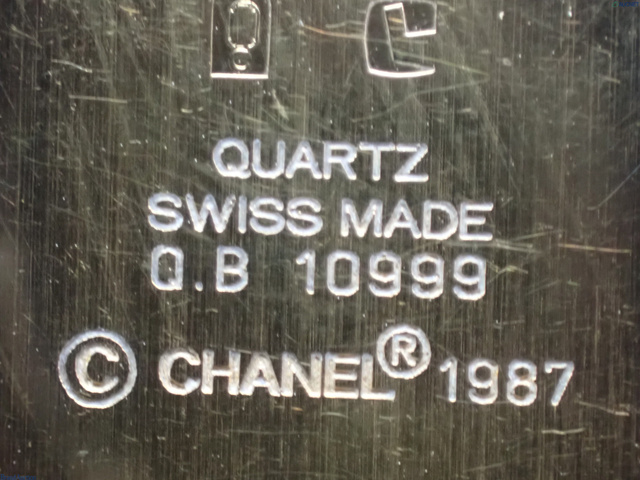 QUARTZ
SWISS MADE
Q.B 10999
© CHANEL® 1987